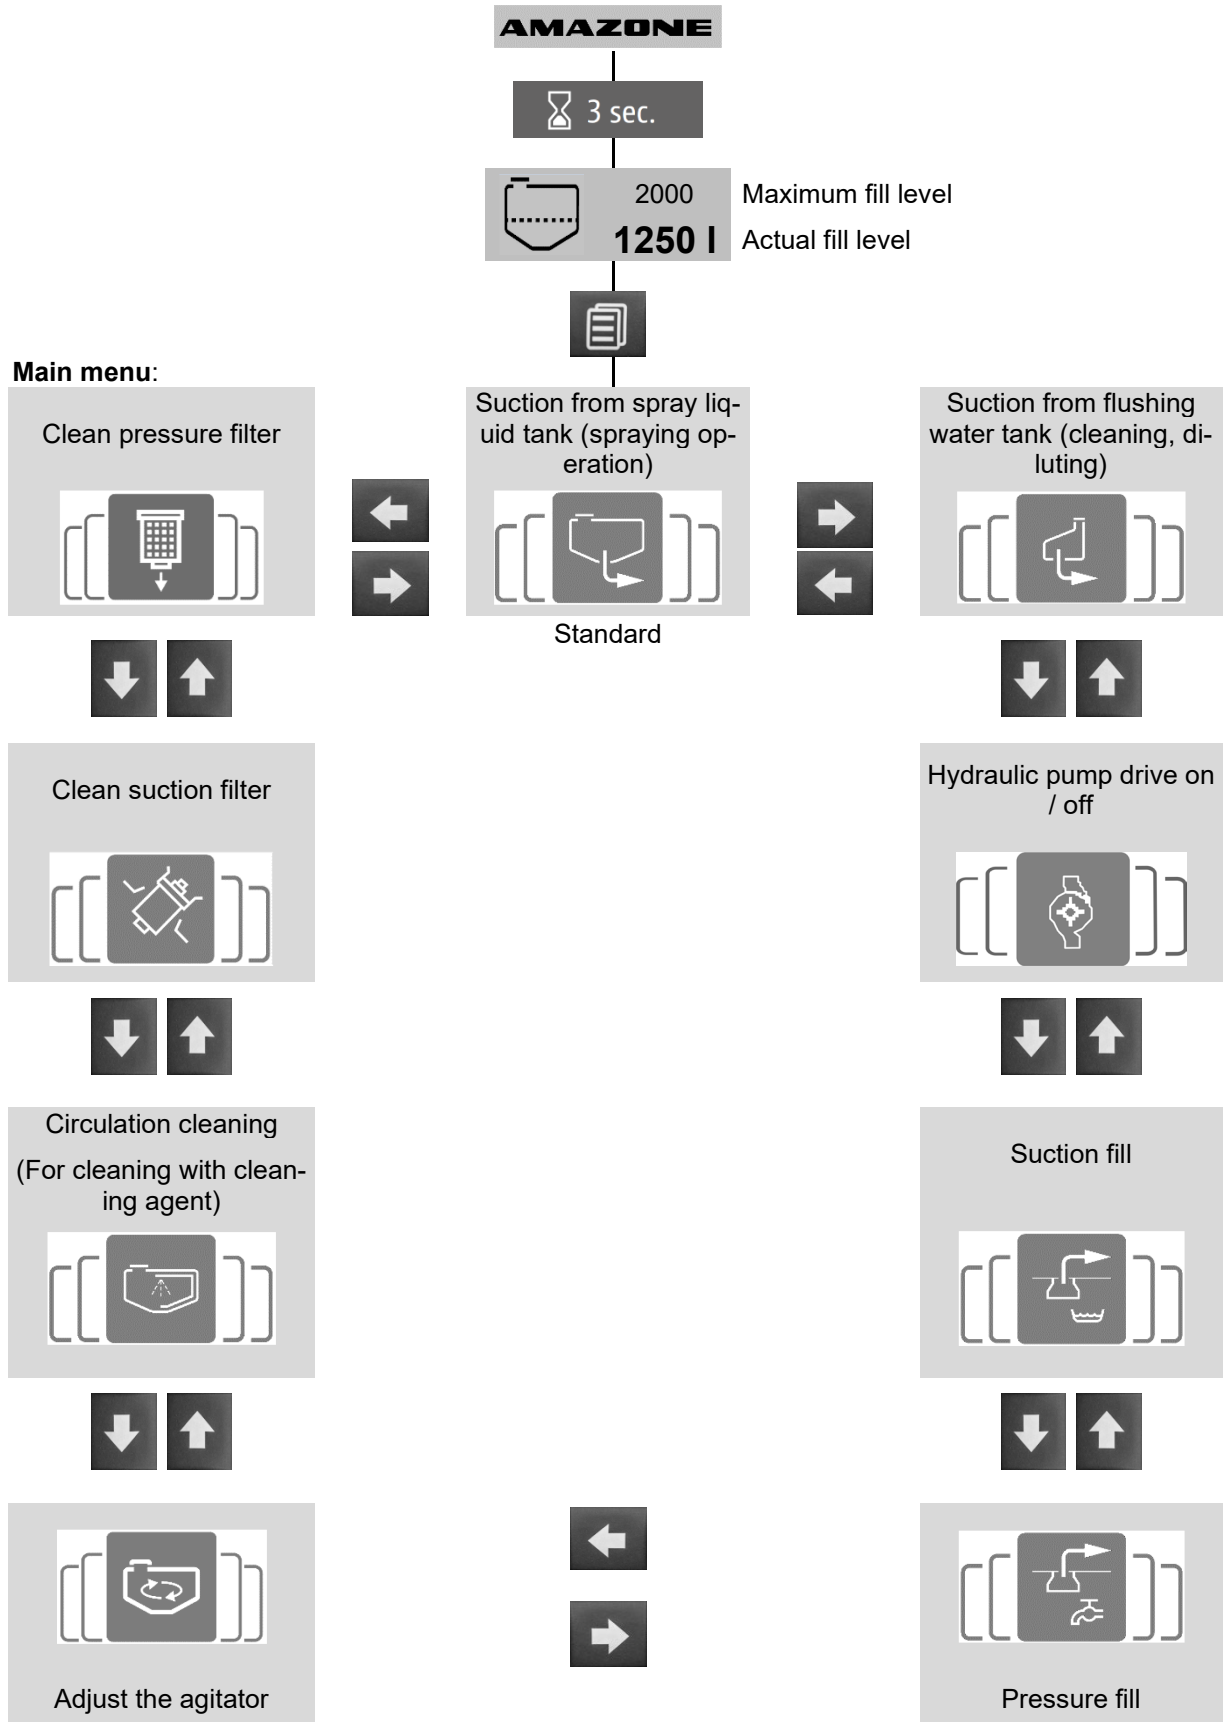 AMAZONE
3 sec.
2000
Maximum fill level
1250 l
Actual fill level
Main menu:
Clean pressure filter
Suction from spray liq-
uid tank (spraying op-
eration)
Suction from flushing
water tank (cleaning, di-
luting)
Standard
Clean suction filter
Hydraulic pump drive on
/ off
Circulation cleaning
(For cleaning with clean-
ing agent)
Suction fill
Adjust the agitator
Pressure fill